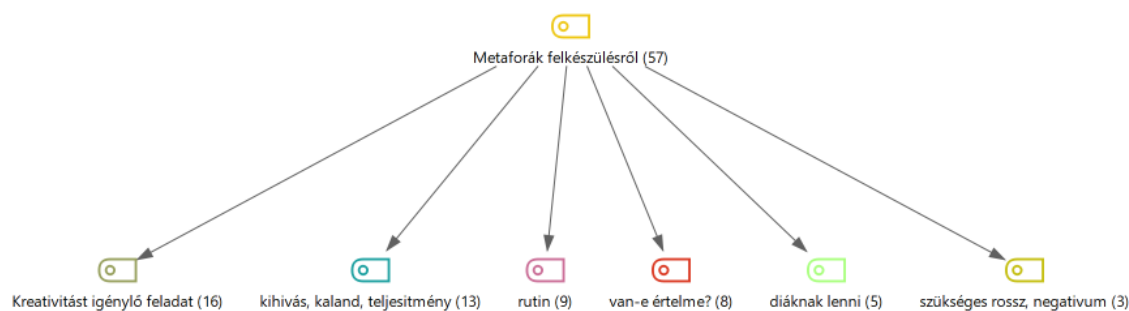 Metaforák felkészülésről (57)
Kreativitást igénylő feladat (16)
kihivás, kaland, teljesitmény (13)
rutin (9)
van-e értelme? (8)
diáknak lenni (5)
szükséges rossz, negativum (3)